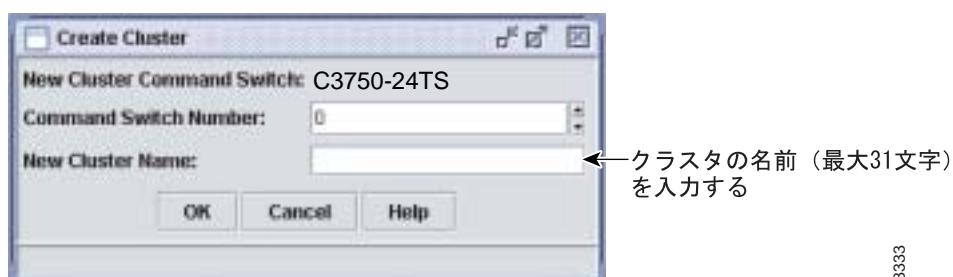 Create Cluster
New Cluster Command Switch: C3750-24TS
Command Switch Number: 0
New Cluster Name:
クラスタの名前（最大31文字）
を入力する
OK Cancel Help